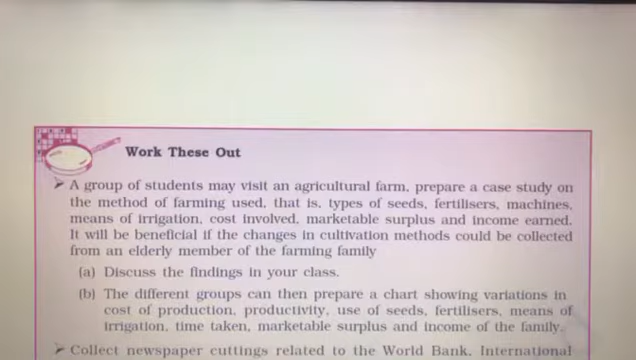 Work These Out
➤ A group of students may visit an agricultural farm, prepare a case study on
the method of farming used, that is, types of seeds, fertilisers, machines,
means of irrigation, cost involved, marketable surplus and income earned.
It will be beneficial if the changes in cultivation methods could be collected
from an elderly member of the farming family
(a) Discuss the findings in your class.
(b) The different groups can then prepare a chart showing variations in
cost of production, productivity, use of seeds, fertilisers, means of
irrigation, time taken, marketable surplus and income of the family.
➤ Collect newspaper cuttings related to the World Bank, International